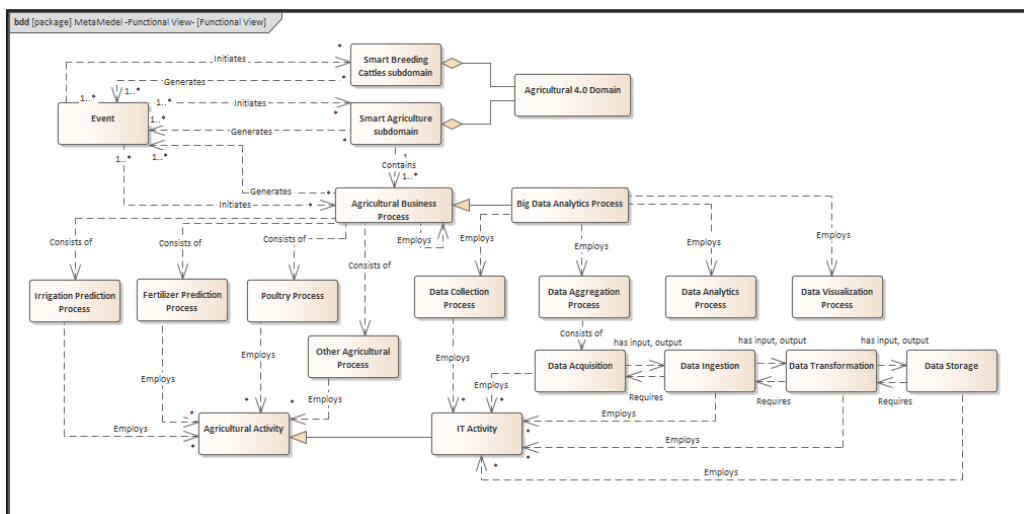 bdd [package] MetaMedel -Functional View- [Functional View]
Initiates
*
Smart Breeding
Cattles subdomain
Generates
*
1..*
1..*
Agricultural 4.0 Domain
Event
1..*
Initiates
*
Smart Agriculture
subdomain
1..*
Generates
*
1..*
1..*
1
Contains
1..*
Generates
*
Initiates
*
Agricultural Business
Process
Big Data Analytics Process
Consists of
Consists of
Consists of
Employs
Employs
Employs
Employs
Employs
Consists of
Irrigation Prediction
Process
Fertilizer Prediction
Process
Poultry Process
Data Collection
Process
Data Aggregation
Process
Data Analytics
Process
Data Visualization
Process
Consists of
has input, output
has input, output
has input, output
Other Agricultural
Process
Employs
Employs
Data Acquisition
Data Ingestion
Data Transformation
Data Storage
Employs
Employs
Requires
Requires
Requires
Employs
*
*
*
*
*
Employs
*
Agricultural Activity
IT Activity
Employs
*
*
Employs
*
Employs
*